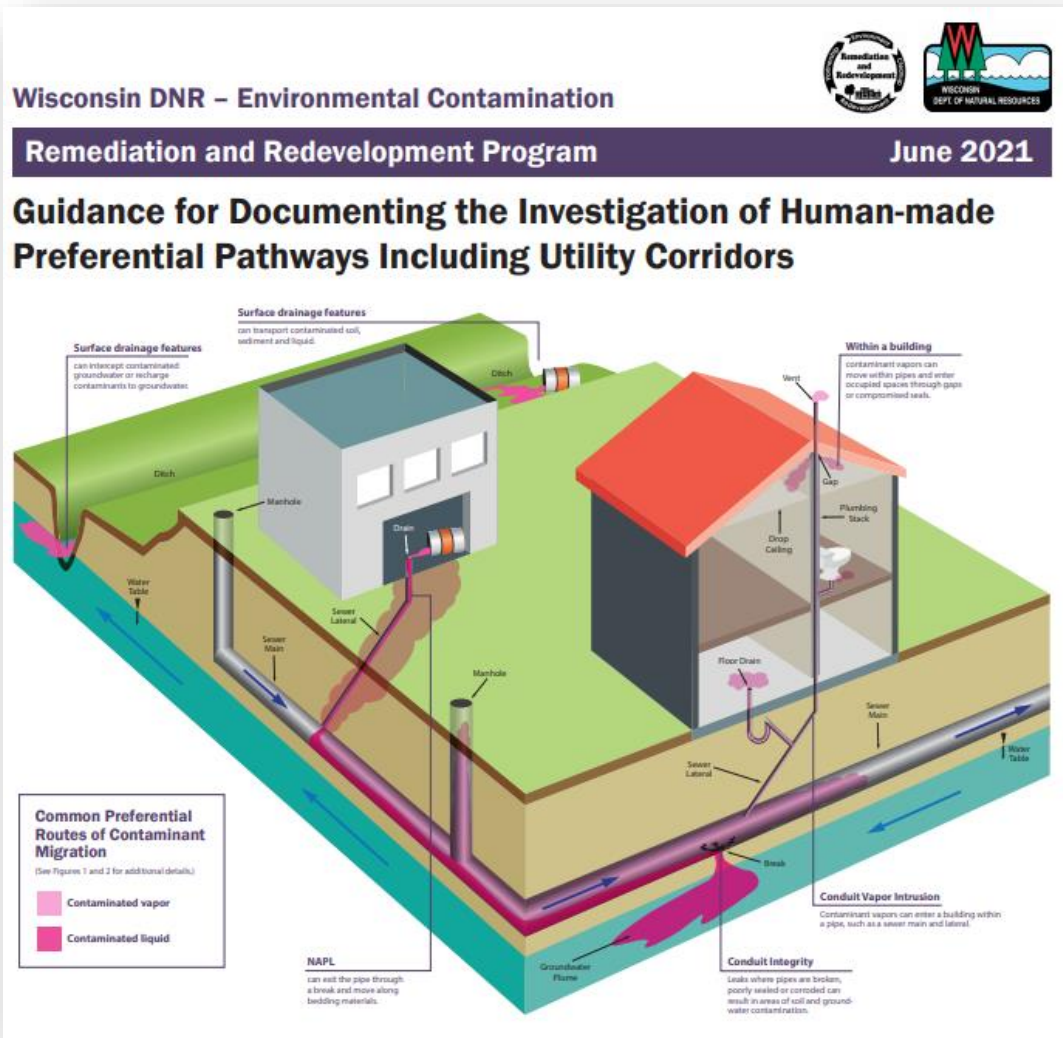 Remediation
and
Redevelopment
WISCONSIN
DEPT. OF NATURAL RESOURCES
Wisconsin DNR – Environmental Contamination
Remediation and Redevelopment Program
June 2021
Guidance for Documenting the Investigation of Human-made
Preferential Pathways Including Utility Corridors
Surface drainage features
can transport contaminated soil,
sediment and liquid.
Surface drainage features
can intercept contaminated
groundwater or recharge
contaminants to groundwater.
Within a building
contaminant vapors can
move within pipes and enter
occupied spaces through gaps
or compromised seals.
Vent
Ditch
Ditch
Gap
Manhole
Plumbing
Stack
Drain
Drop
Ceiling
Water
Table
Sewer
Lateral
Sewer
Main
Floor Drain
Manhole
Sewer
Main
Water
Table
Sewer
Lateral
Common Preferential
Routes of Contaminant
Migration
(See Figures 1 and 2 for additional details.)
Contaminated vapor
Contaminated liquid
Break
Conduit Vapor Intrusion
Contaminant vapors can enter a building within
a pipe, such as a sewer main and lateral.
NAPL
can exit the pipe through
a break and move along
bedding materials.
Groundwater
Plume
Conduit Integrity
Leaks where pipes are broken,
poorly sealed or corroded can
result in areas of soil and ground-
water contamination.